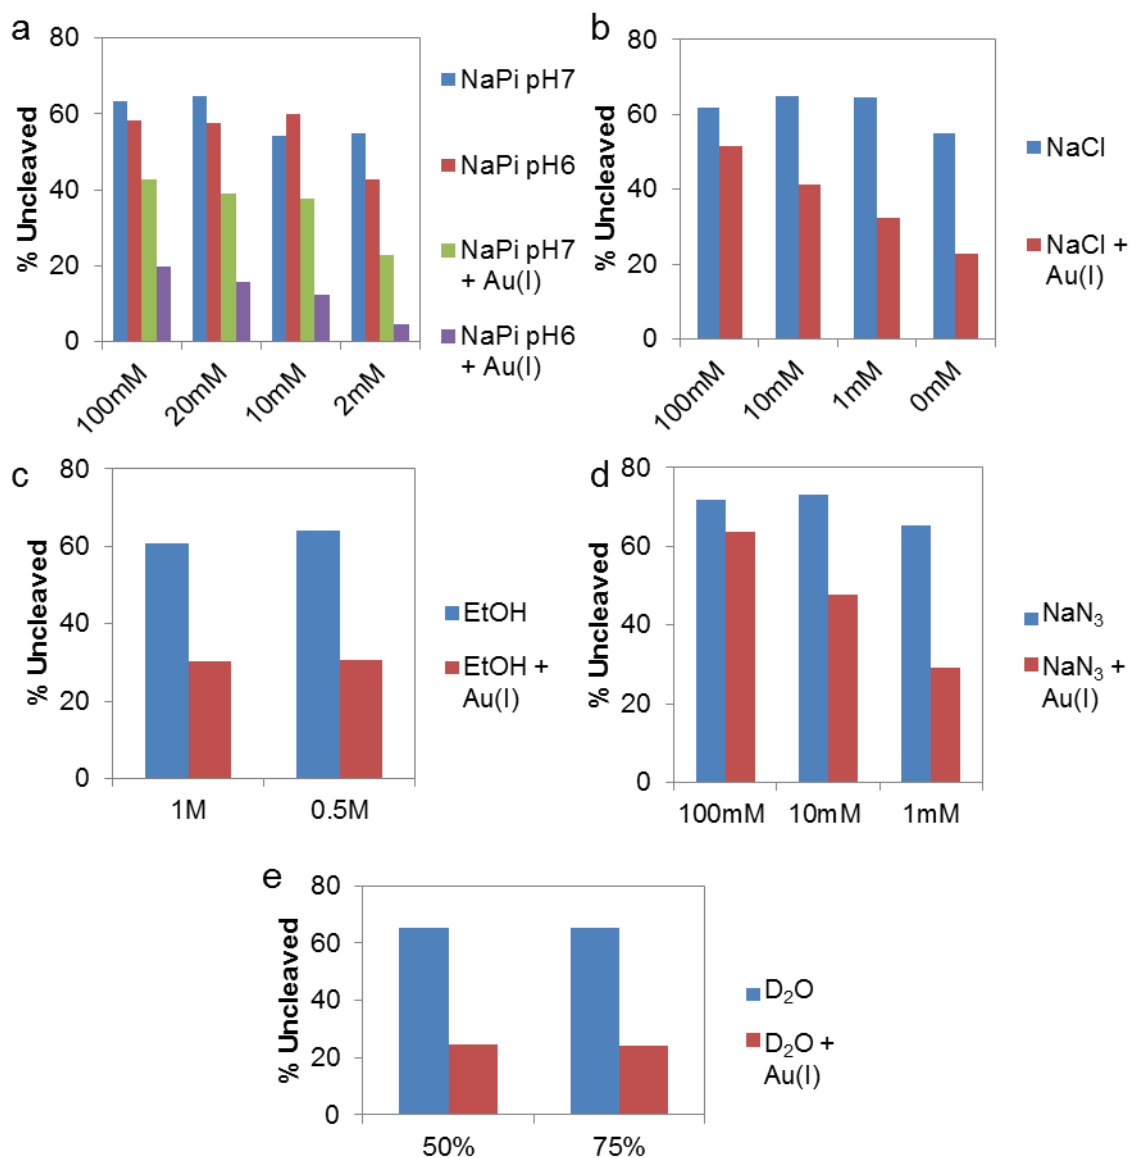 a
80
60
40
20
0
% Uncleaved
100mM
20mM
10mM
2mM
NaPi pH7
NaPi pH6
NaPi pH7
+ Au(I)
NaPi pH6
+ Au(I)
b
80
60
40
20
0
% Uncleaved
100mM
10mM
1mM
0mM
NaCl
NaCl +
Au(I)
c
80
60
40
20
0
% Uncleaved
1M
0.5M
EtOH
EtOH +
Au(I)
d
80
60
40
20
0
% Uncleaved
100mM
10mM
1mM
NaN₃
NaN₃ +
Au(I)
e
80
60
40
20
0
% Uncleaved
50%
75%
D₂O
D₂O +
Au(I)